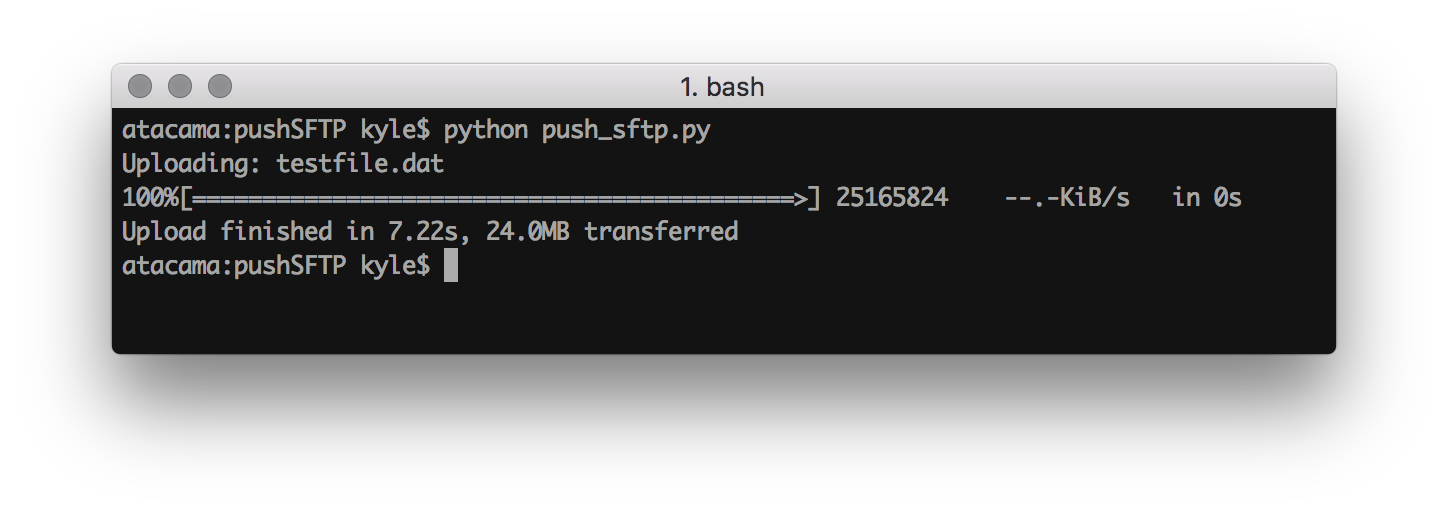 1. bash
atacama:pushSFTP kyle$ python push_sftp.py
Uploading: testfile.dat
100%[===========================================>] 25165824    --.-KiB/s   in 0s
Upload finished in 7.22s, 24.0MB transferred
atacama:pushSFTP kyle$